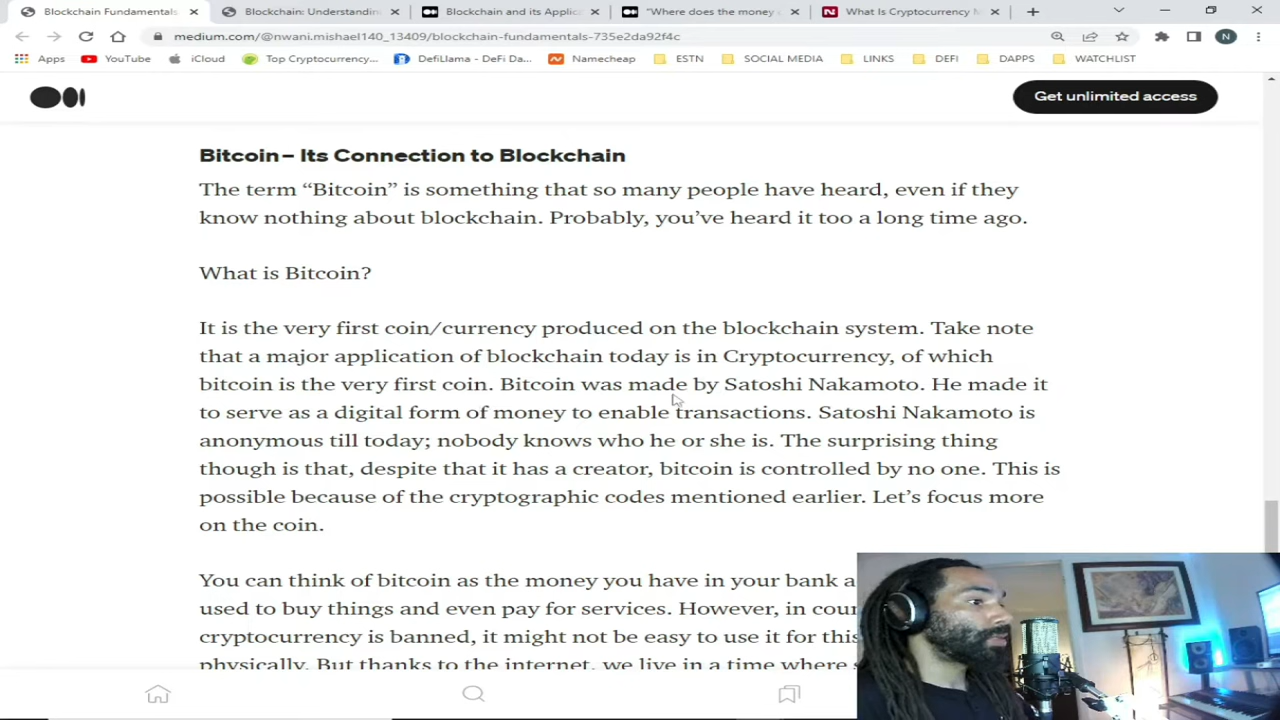 Blockchain Fundamentals
Blockchain: Understandin
Blockchain and its Applic
"Where does the money
What Is Cryptocurrency
medium.com/@nwani.mishael140_13409/blockchain-fundamentals-735e2da92f4c
N
Apps
YouTube
iCloud
Top Cryptocurrency...
DefiLlama - DeFi Da...
Namecheap
ESTN
SOCIAL MEDIA
LINKS
DEFI
DAPPS
WATCHLIST
Get unlimited access
Bitcoin – Its Connection to Blockchain
The term “Bitcoin” is something that so many people have heard, even if they
know nothing about blockchain. Probably, you’ve heard it too a long time ago.
What is Bitcoin?
It is the very first coin/currency produced on the blockchain system. Take note
that a major application of blockchain today is in Cryptocurrency, of which
bitcoin is the very first coin. Bitcoin was made by Satoshi Nakamoto. He made it
to serve as a digital form of money to enable transactions. Satoshi Nakamoto is
anonymous till today; nobody knows who he or she is. The surprising thing
though is that, despite that it has a creator, bitcoin is controlled by no one. This is
possible because of the cryptographic codes mentioned earlier. Let’s focus more
on the coin.
You can think of bitcoin as the money you have in your bank a
used to buy things and even pay for services. However, in coun
cryptocurrency is banned, it might not be easy to use it for this
physically. But thanks to the internet, we live in a time where